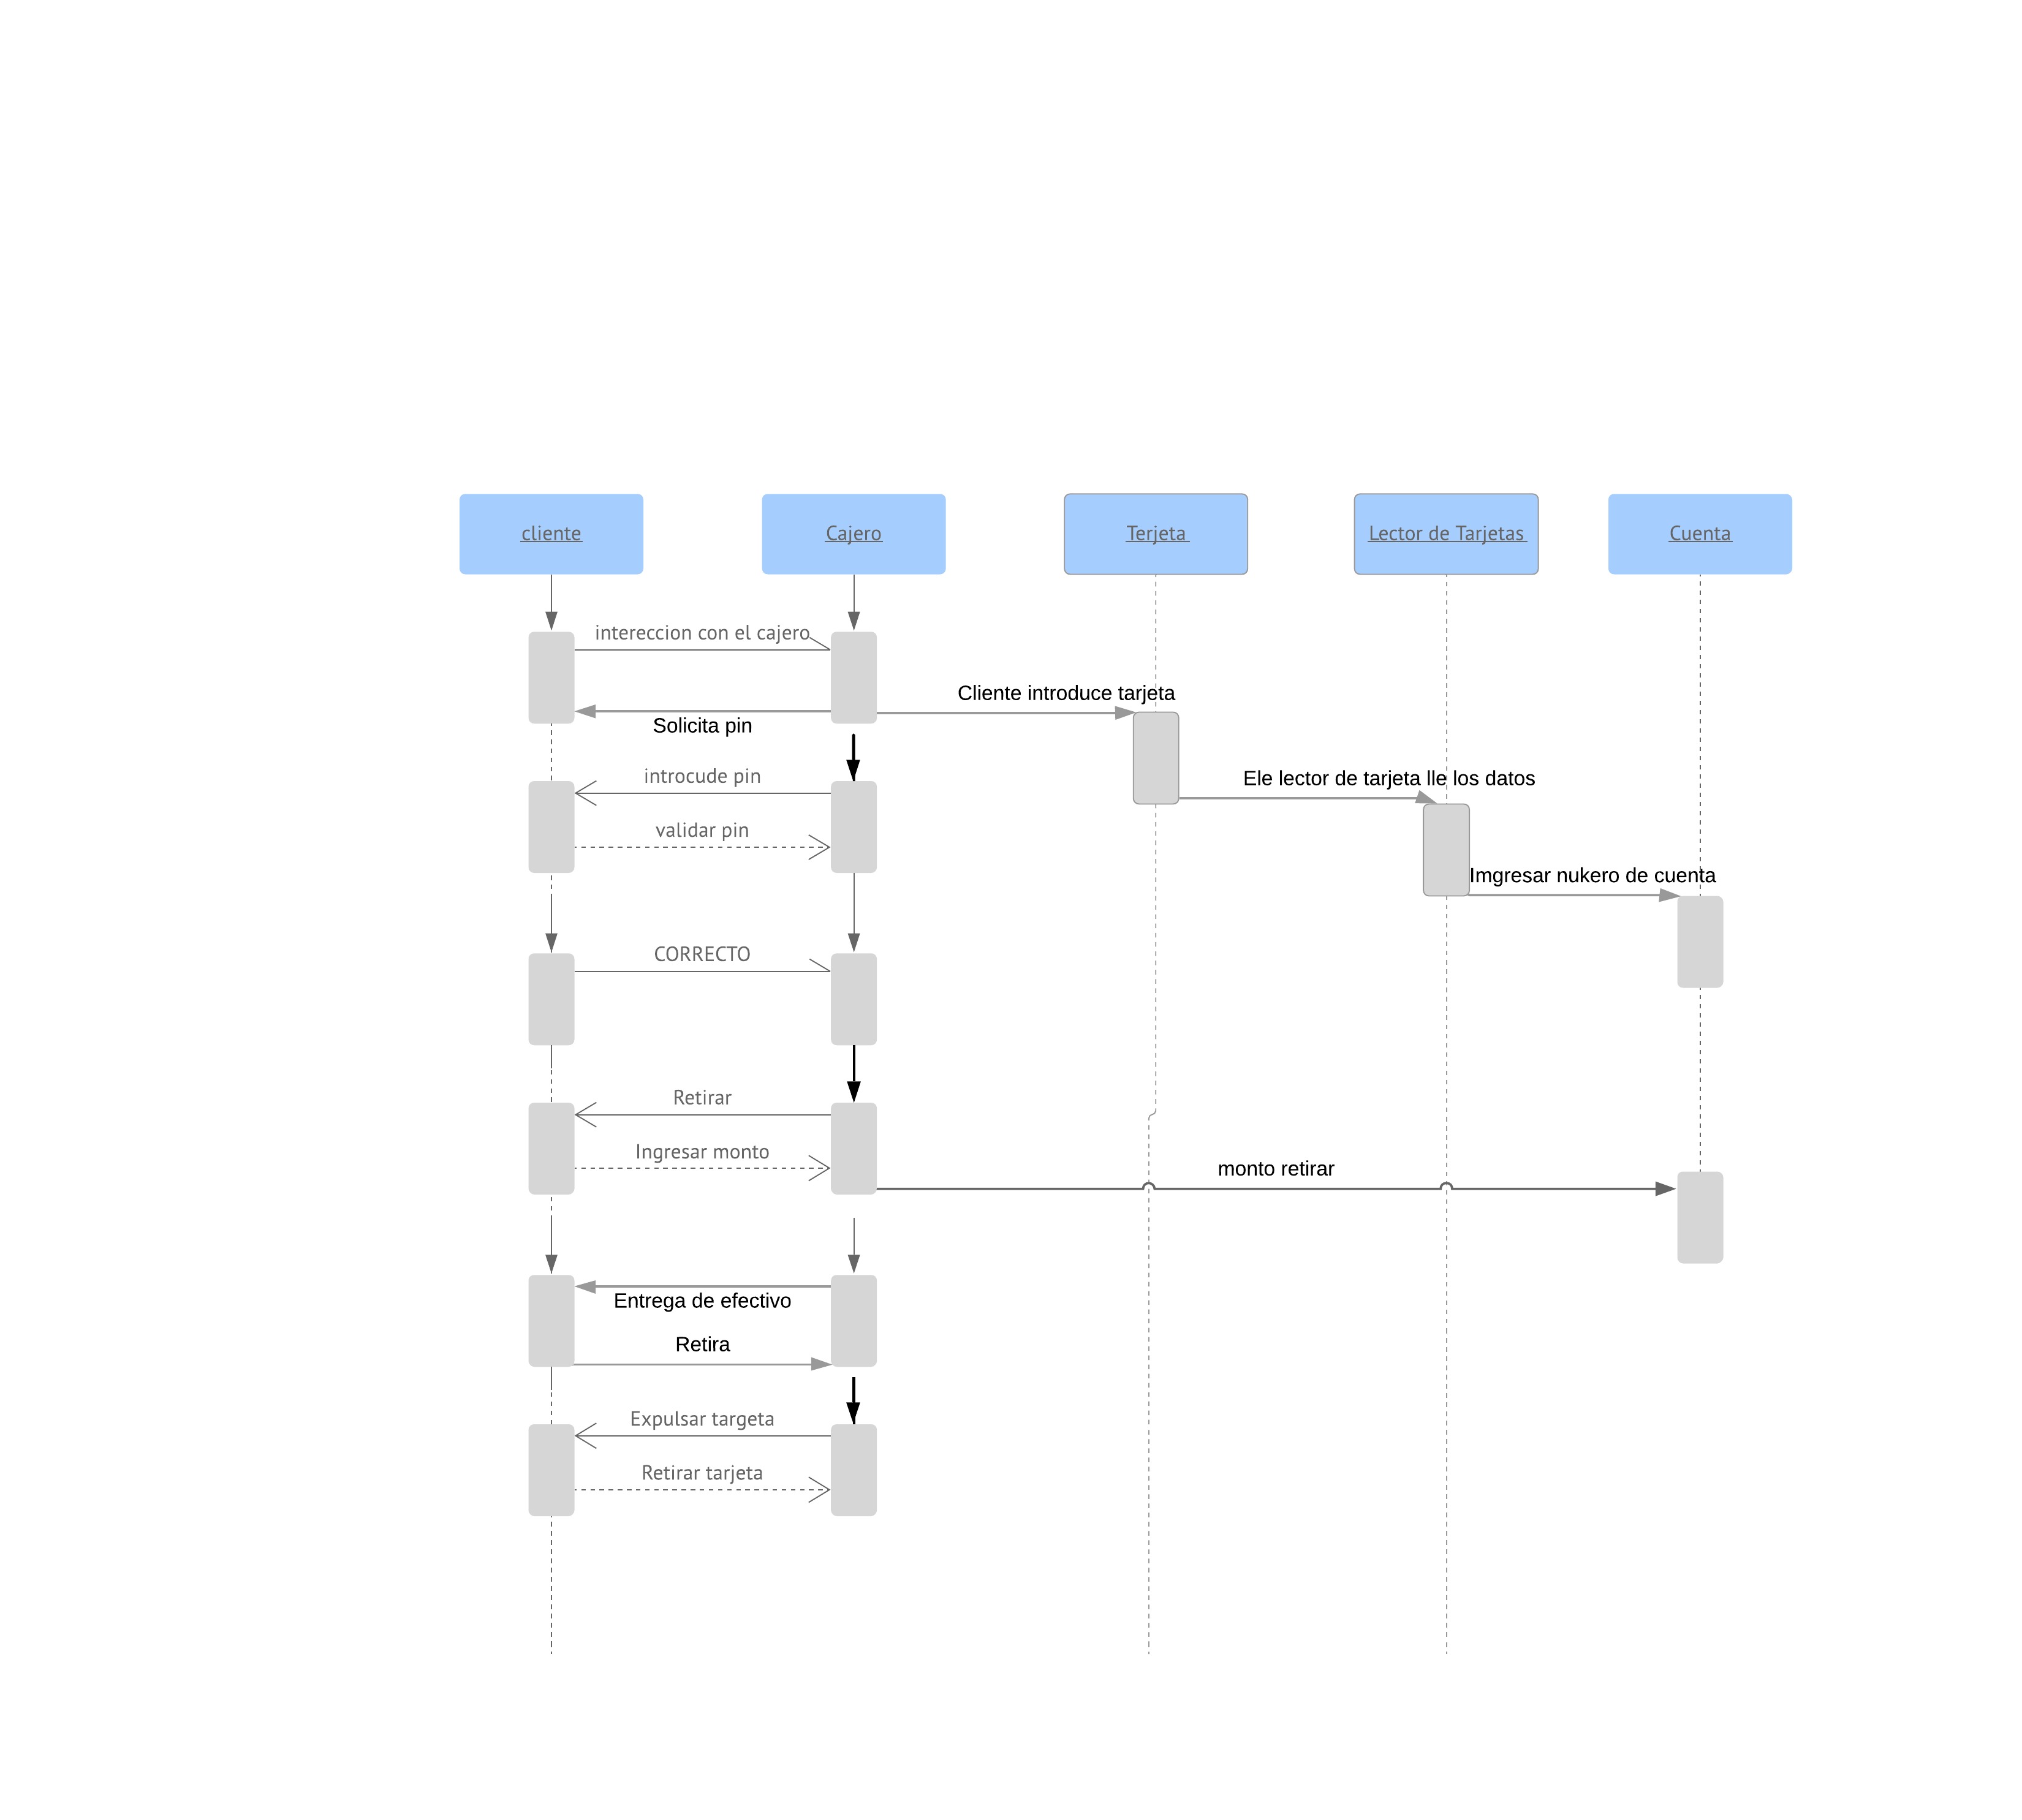 cliente
Cajero
Terjeta
Lector de Tarjetas
Cuenta
intereccion con el cajero
Cliente introduce tarjeta
Solicita pin
introcude pin
Ele lector de tarjeta lle los datos
validar pin
Imgresar nukero de cuenta
CORRECTO
Retirar
Ingresar monto
monto retirar
Entrega de efectivo
Retira
Expulsar targeta
Retirar tarjeta